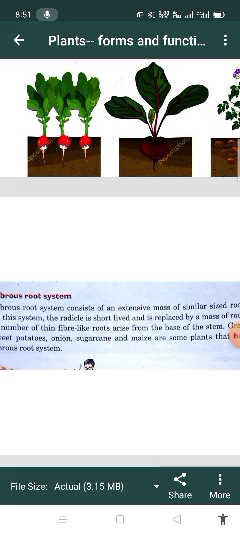 8:51
Plants-- forms and functi...
brous root system
brous root system consists of an extensive mass of similar sized roo
this system, the radicle is short lived and is replaced by a mass of ro
number of thin fibre-like roots arise from the base of the stem.
eet potatoes, onion, sugarcane and maize are some plants that
rous root system.
File Size: Actual (3.15 MB)
Share
More